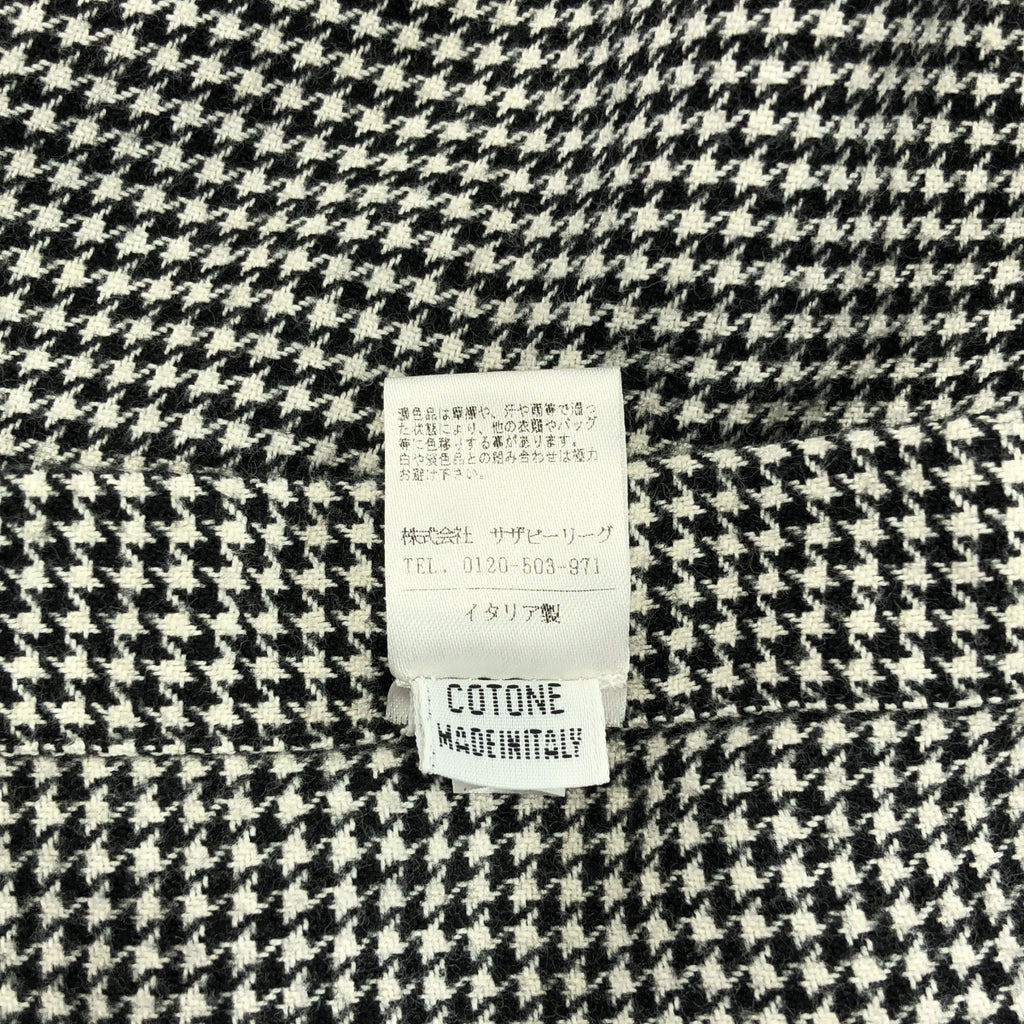 濃色品は摩擦や、汗や雨等で湿っ
た状態により、他の衣類やバッグ
等に色移りする事があります。
白や淡色品との組み合わせは極力
お避け下さい。
株式会社 サザビーリーグ
TEL. 0120-503-971
イタリア製
COTONE
MADEINITALY